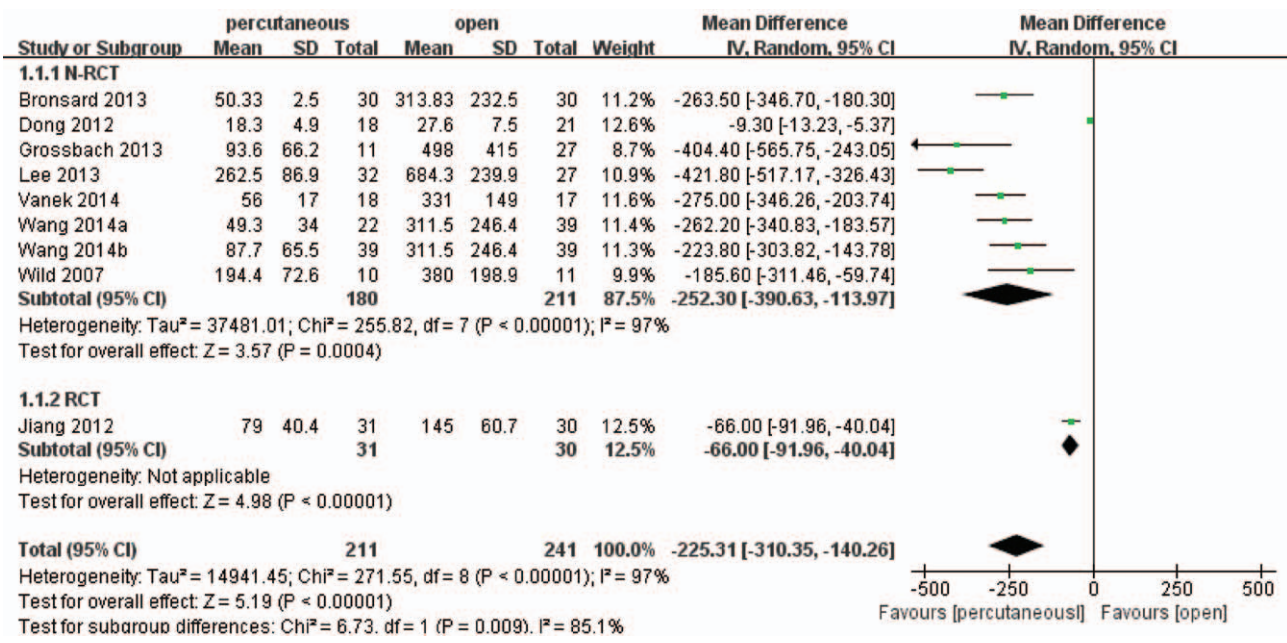 percutaneous open Mean Difference Mean Difference
Study or Subgroup Mean SD Total Mean SD Total Weight IV, Random, 95% CI IV, Random, 95% CI
1.1.1 N-RCT
Bronsard 2013 50.33 2.5 30 313.83 232.5 30 11.2% -263.50 [-346.70, -180.30]
Dong 2012 18.3 4.9 18 27.6 7.5 21 12.6% -9.30 [-13.23, -5.37]
Grossbach 2013 93.6 66.2 11 498 415 27 8.7% -404.40 [-565.75, -243.05]
Lee 2013 262.5 86.9 32 684.3 239.9 27 10.9% -421.80 [-517.17, -326.43]
Vanek 2014 56 17 18 331 149 17 11.6% -275.00 [-346.26, -203.74]
Wang 2014a 49.3 34 22 311.5 246.4 39 11.4% -262.20 [-340.83, -183.57]
Wang 2014b 87.7 65.5 39 311.5 246.4 39 11.3% -223.80 [-303.82, -143.78]
Wild 2007 194.4 72.6 10 380 198.9 11 9.9% -185.60 [-311.46, -59.74]
Subtotal (95% CI) 180 211 87.5% -252.30 [-390.63, -113.97]
Heterogeneity: Tau² = 37481.01; Chi² = 255.82, df = 7 (P < 0.00001); I² = 97%
Test for overall effect: Z = 3.57 (P = 0.0004)
1.1.2 RCT
Jiang 2012 79 40.4 31 145 60.7 30 12.5% -66.00 [-91.96, -40.04]
Subtotal (95% CI) 31 30 12.5% -66.00 [-91.96, -40.04]
Heterogeneity: Not applicable
Test for overall effect: Z = 4.98 (P < 0.00001)
Total (95% CI) 211 241 100.0% -225.31 [-310.35, -140.26]
Heterogeneity: Tau² = 14941.45; Chi² = 271.55, df = 8 (P < 0.00001); I² = 97%
Test for overall effect: Z = 5.19 (P < 0.00001)
Test for subgroup differences: Chi² = 6.73, df = 1 (P = 0.009), I² = 85.1%
-500 -250 0 250 500
Favours [percutaneousl] Favours [open]